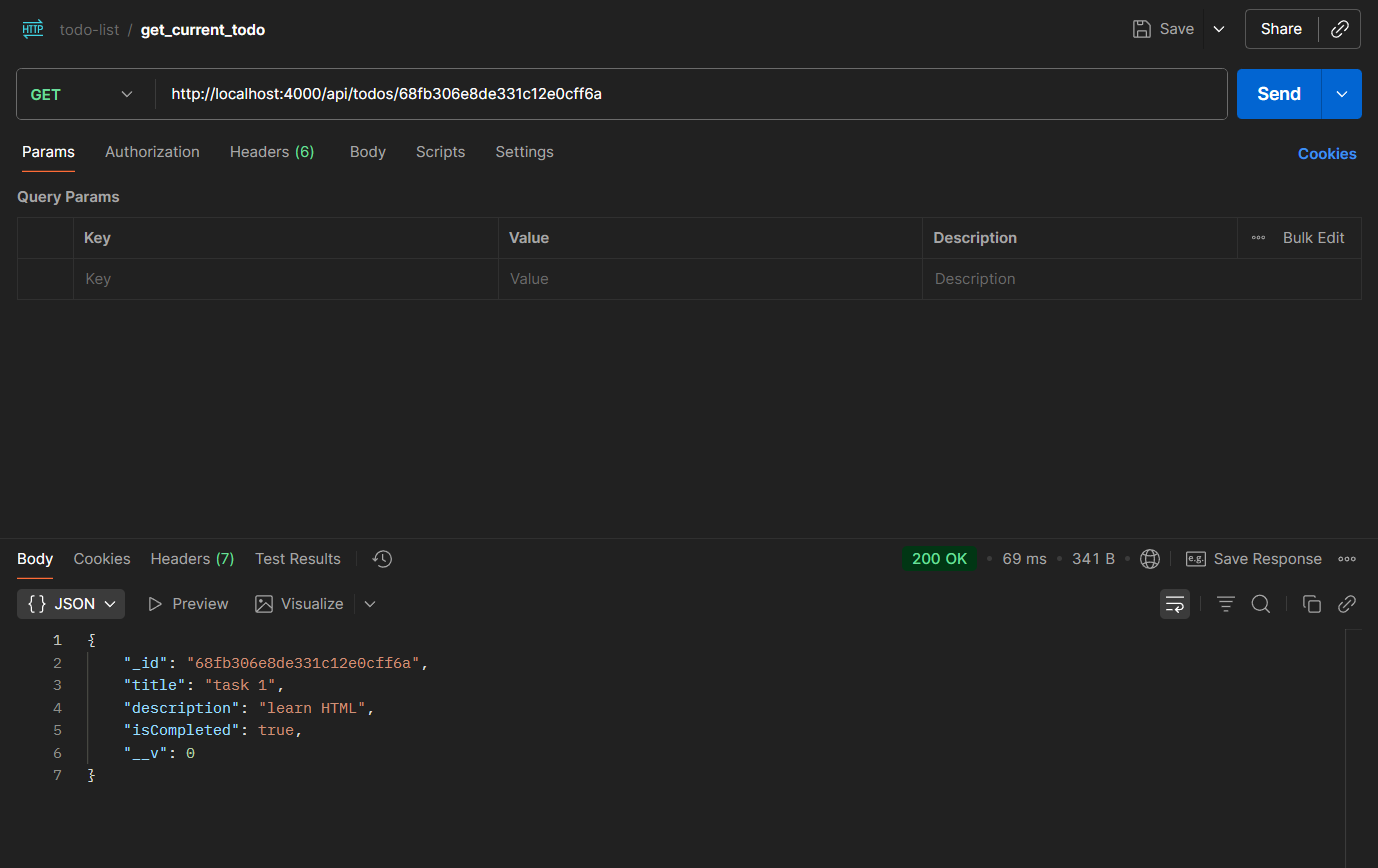 HTTP todo-list / get_current_todo Save Share
GET http://localhost:4000/api/todos/68fb306e8de331c12e0cff6a Send
Params Authorization Headers (6) Body Scripts Settings Cookies
Query Params
Key Value Description Bulk Edit
Key Value Description
Body Cookies Headers (7) Test Results 200 OK 69 ms 341 B e.g. Save Response
{} JSON Preview Visualize
1 {
2 "_id": "68fb306e8de331c12e0cff6a",
3 "title": "task 1",
4 "description": "learn HTML",
5 "isCompleted": true,
6 "__v": 0
7 }